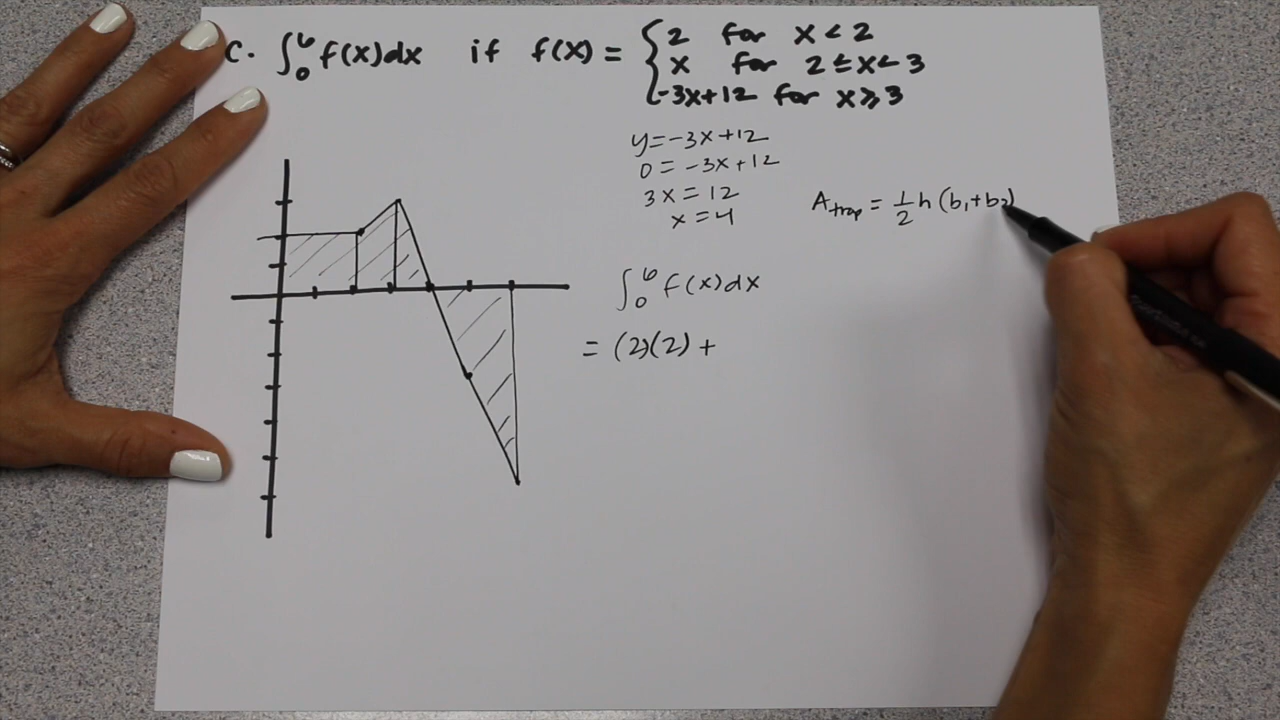 C. ∫₀⁶ f(x)dx if f(x) = { 2 for x < 2
x for 2 ≤ x < 3
-3x+12 for x ≥ 3
y = -3x+12
0 = -3x+12
3x = 12
x = 4
A_trap = 1/2 h (b₁+b₂)
∫₀⁶ f(x)dx
= (2)(2) +